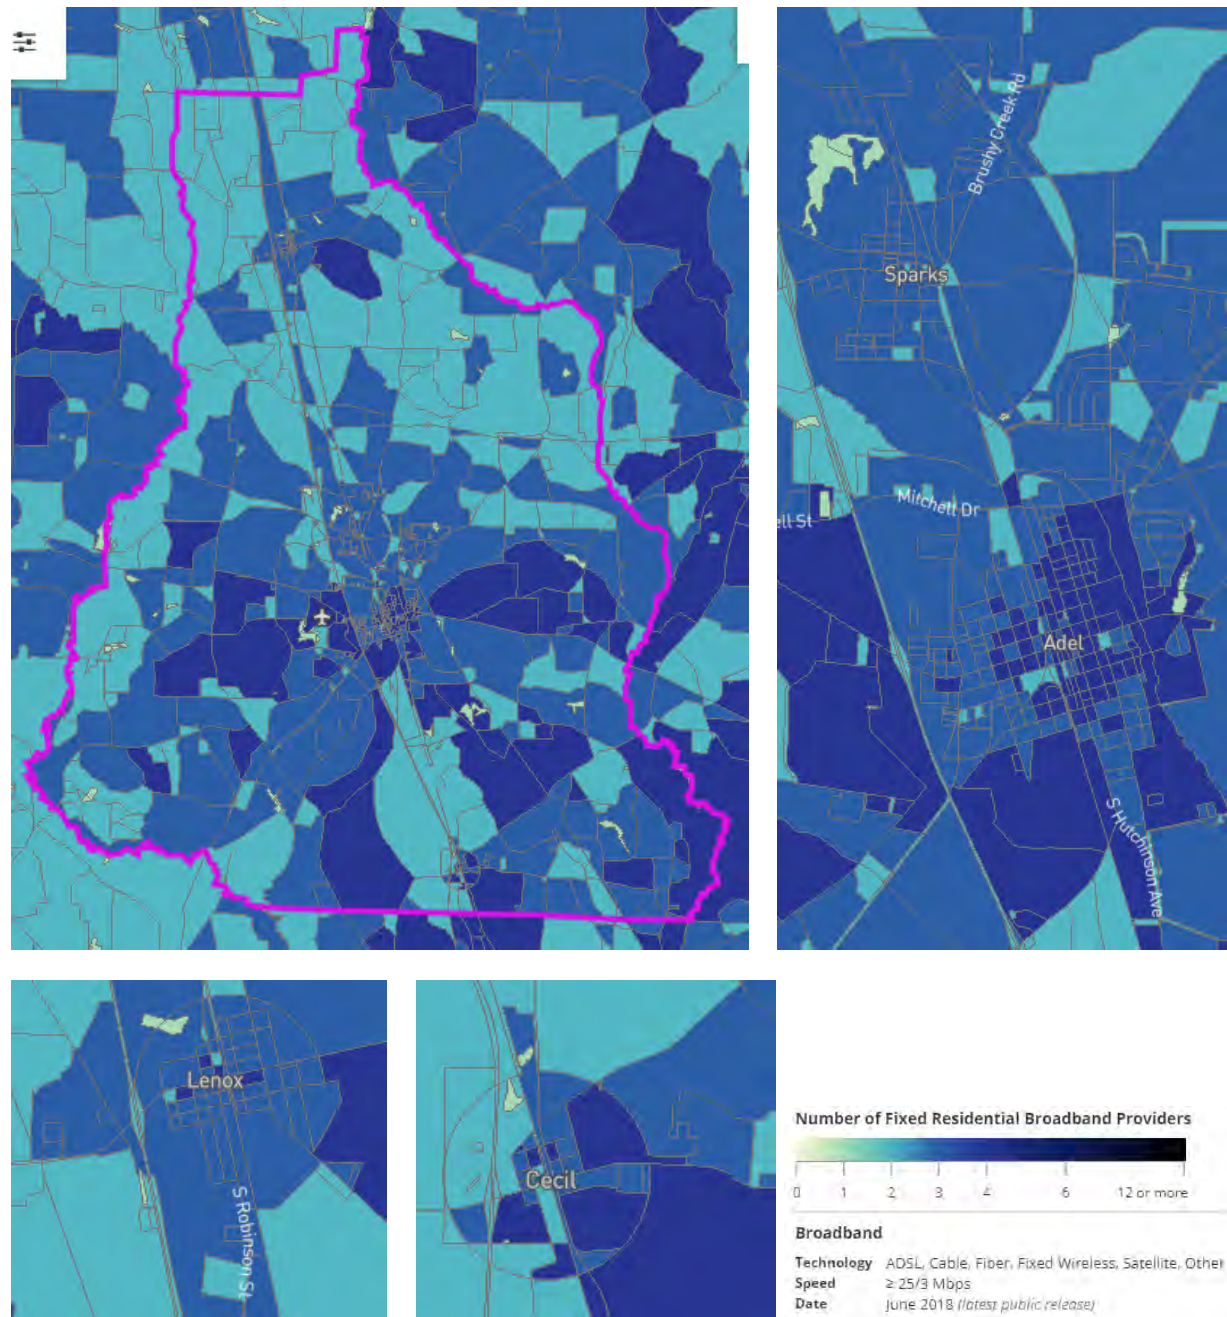 Brushy Creek Rd
Sparks
Mitchell Dr
ell St
Adel
S Hutchinson Ave
Lenox
S Robinson St
Cecil
Number of Fixed Residential Broadband Providers
0 1 2 3 4 6 12 or more
Broadband
Technology ADSL, Cable, Fiber, Fixed Wireless, Satellite, Other
Speed ≥ 25/3 Mbps
Date June 2018 (latest public release)